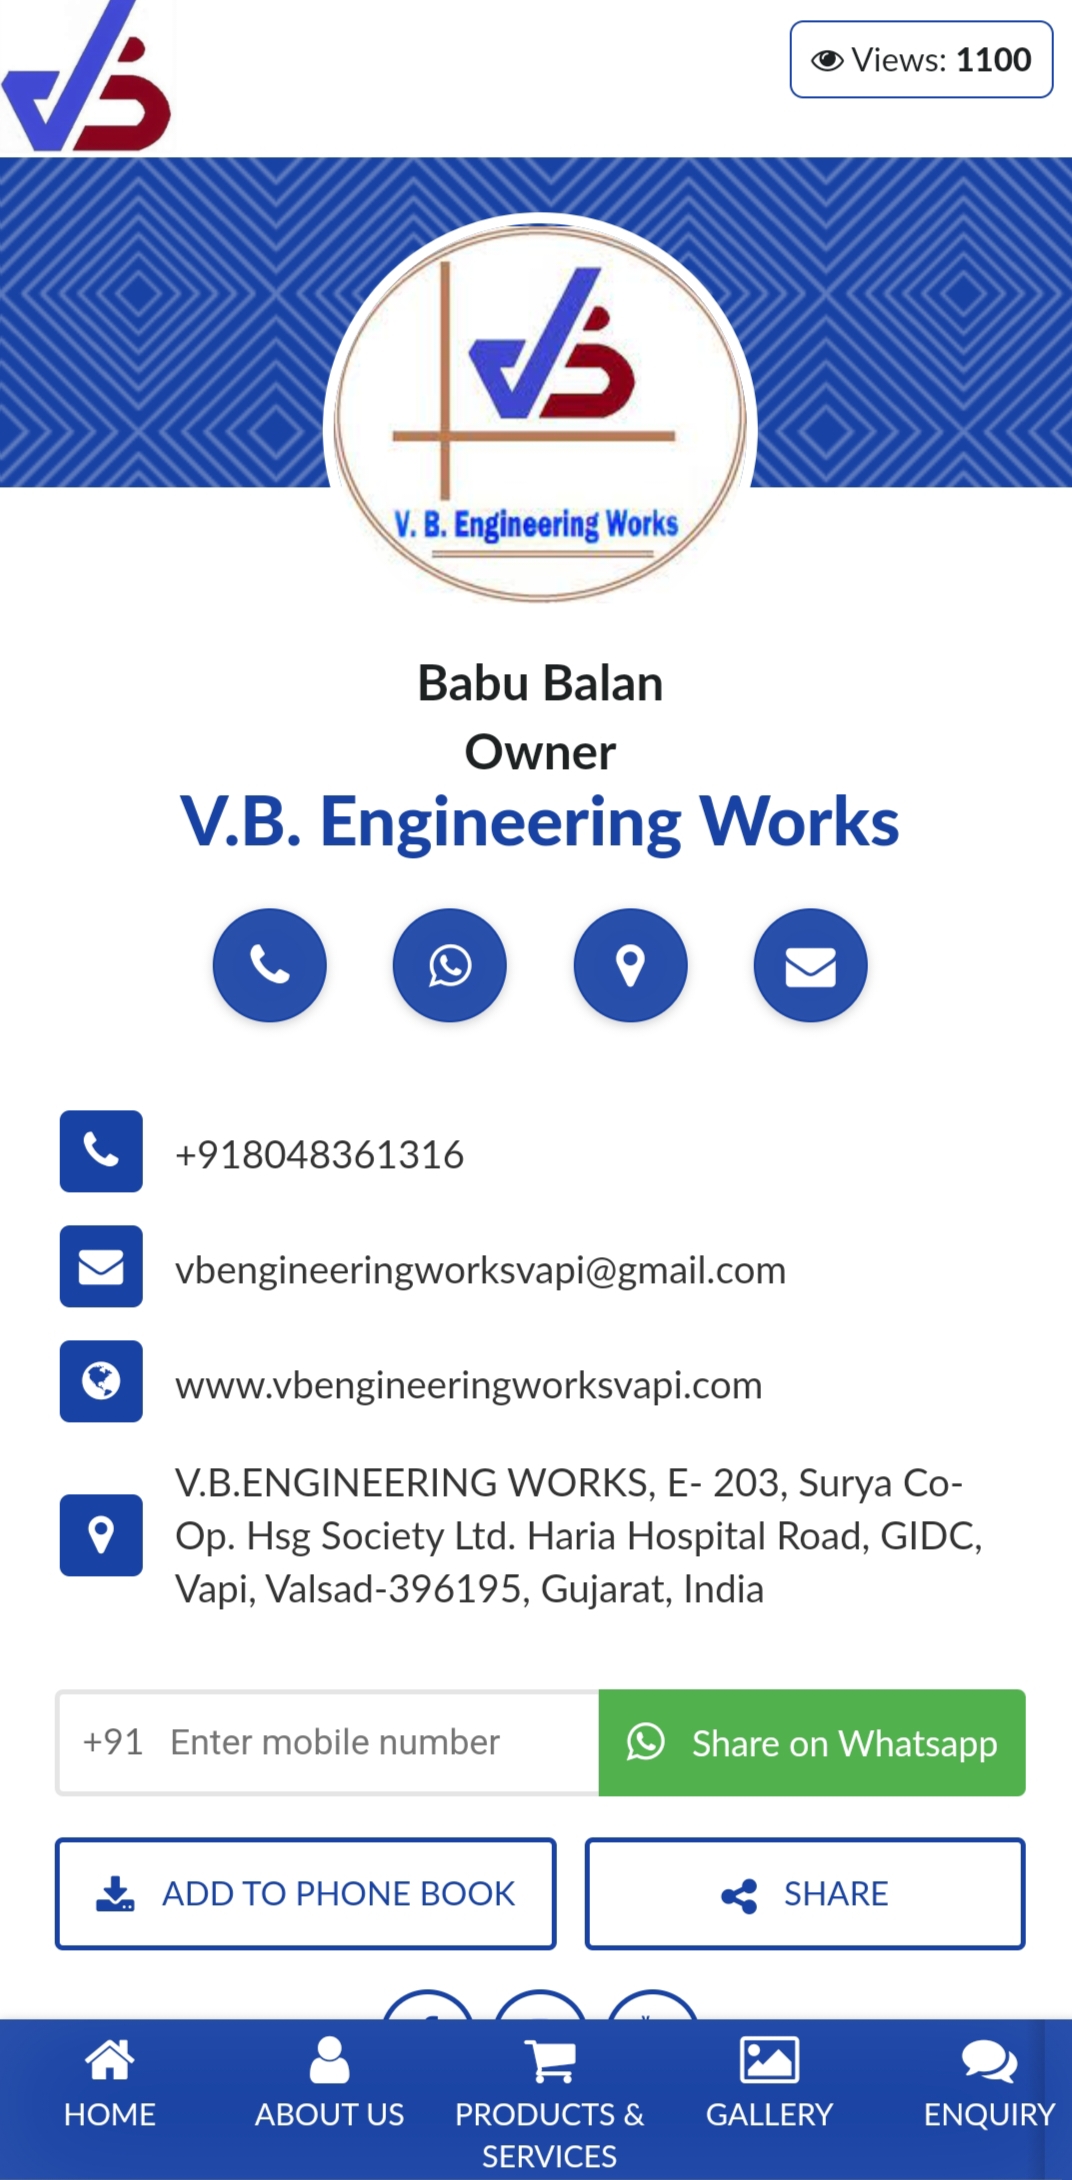 VB
Views: 1100
VB
V. B. Engineering Works
Babu Balan
Owner
V.B. Engineering Works
+918048361316
vbengineeringworksvapi@gmail.com
www.vbengineeringworksvapi.com
V.B.ENGINEERING WORKS, E- 203, Surya Co-
Op. Hsg Society Ltd. Haria Hospital Road, GIDC,
Vapi, Valsad-396195, Gujarat, India
+91 Enter mobile number
Share on Whatsapp
ADD TO PHONE BOOK
SHARE
HOME
ABOUT US
PRODUCTS &
SERVICES
GALLERY
ENQUIRY